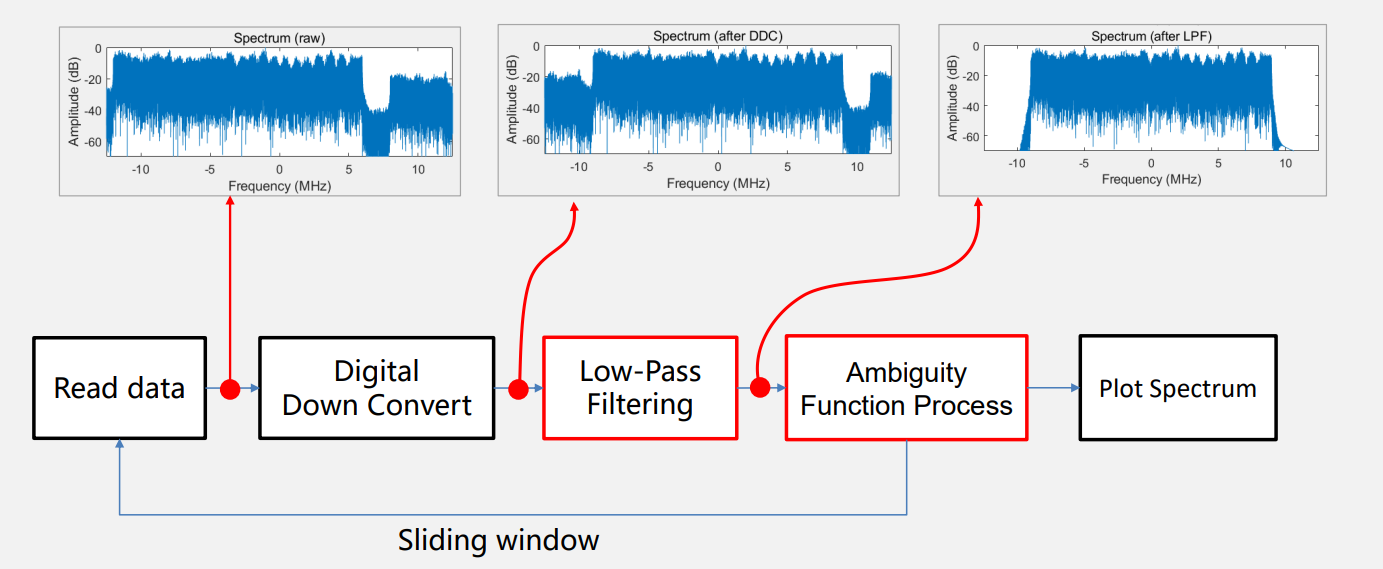 Spectrum (raw)
Amplitude (dB)
0
-20
-40
-60
-10
-5
0
5
10
Frequency (MHz)
Spectrum (after DDC)
Amplitude (dB)
0
-20
-40
-60
-10
-5
0
5
10
Frequency (MHz)
Spectrum (after LPF)
Amplitude (dB)
0
-20
-40
-60
-10
-5
0
5
10
Frequency (MHz)
Read data
Digital
Down Convert
Low-Pass
Filtering
Ambiguity
Function Process
Plot Spectrum
Sliding window